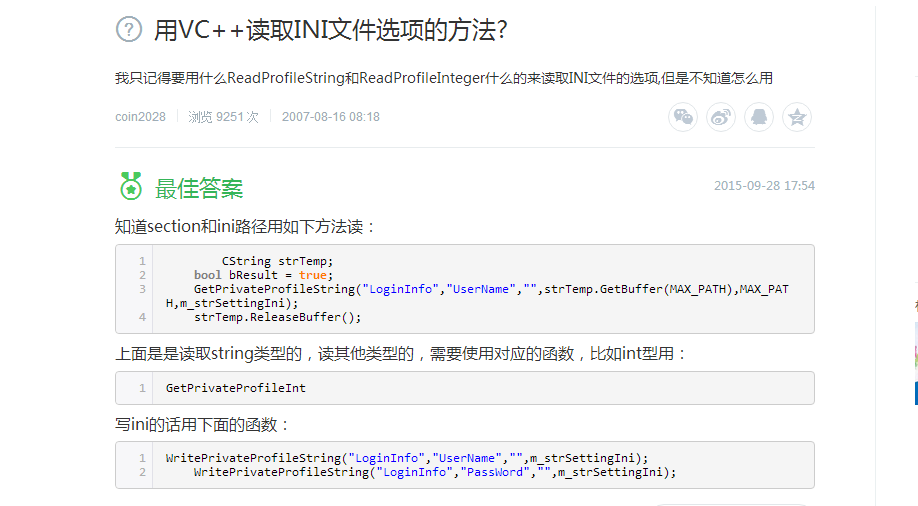 用VC++读取INI文件选项的方法?
我只记得要用什么ReadProfileString和ReadProfileInteger什么的来读取INI文件的选项,但是不知道怎么用
coin2028 浏览 9251 次 2007-08-16 08:18
最佳答案 2015-09-28 17:54
知道section和ini路径用如下方法读：
1 CString strTemp;
2 bool bResult = true;
3 GetPrivateProfileString("LoginInfo","UserName","",strTemp.GetBuffer(MAX_PATH),MAX_PAT
H,m_strSettingIni);
4 strTemp.ReleaseBuffer();
上面是是读取string类型的，读其他类型的，需要使用对应的函数，比如int型用：
1 GetPrivateProfileInt
写ini的话用下面的函数：
1 WritePrivateProfileString("LoginInfo","UserName","",m_strSettingIni);
2 WritePrivateProfileString("LoginInfo","PassWord","",m_strSettingIni);